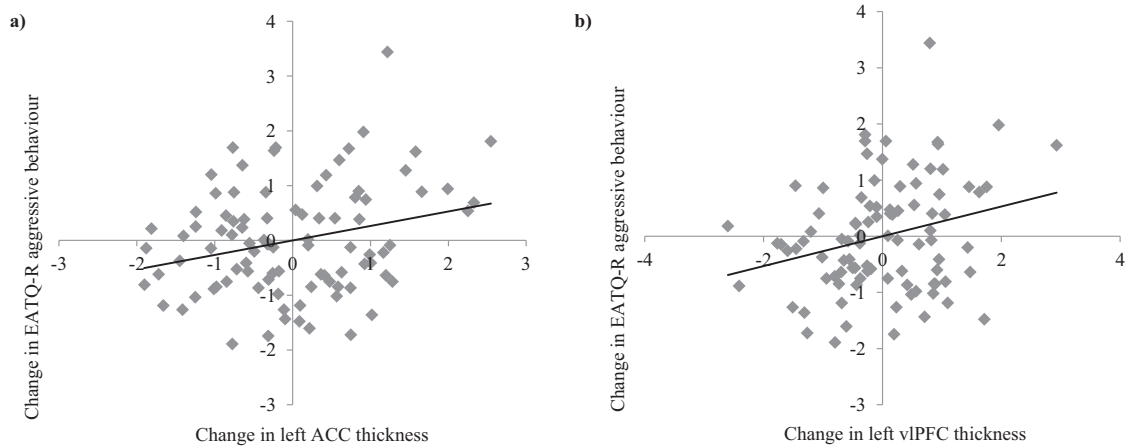 a)
Change in EATQ-R aggressive behaviour
4
3
2
1
0
-1
-2
-3
-3 -2 -1 0 1 2 3
Change in left ACC thickness
b)
Change in EATQ-R aggressive behaviour
4
3
2
1
0
-1
-2
-3
-4 -2 0 2 4
Change in left vlPFC thickness